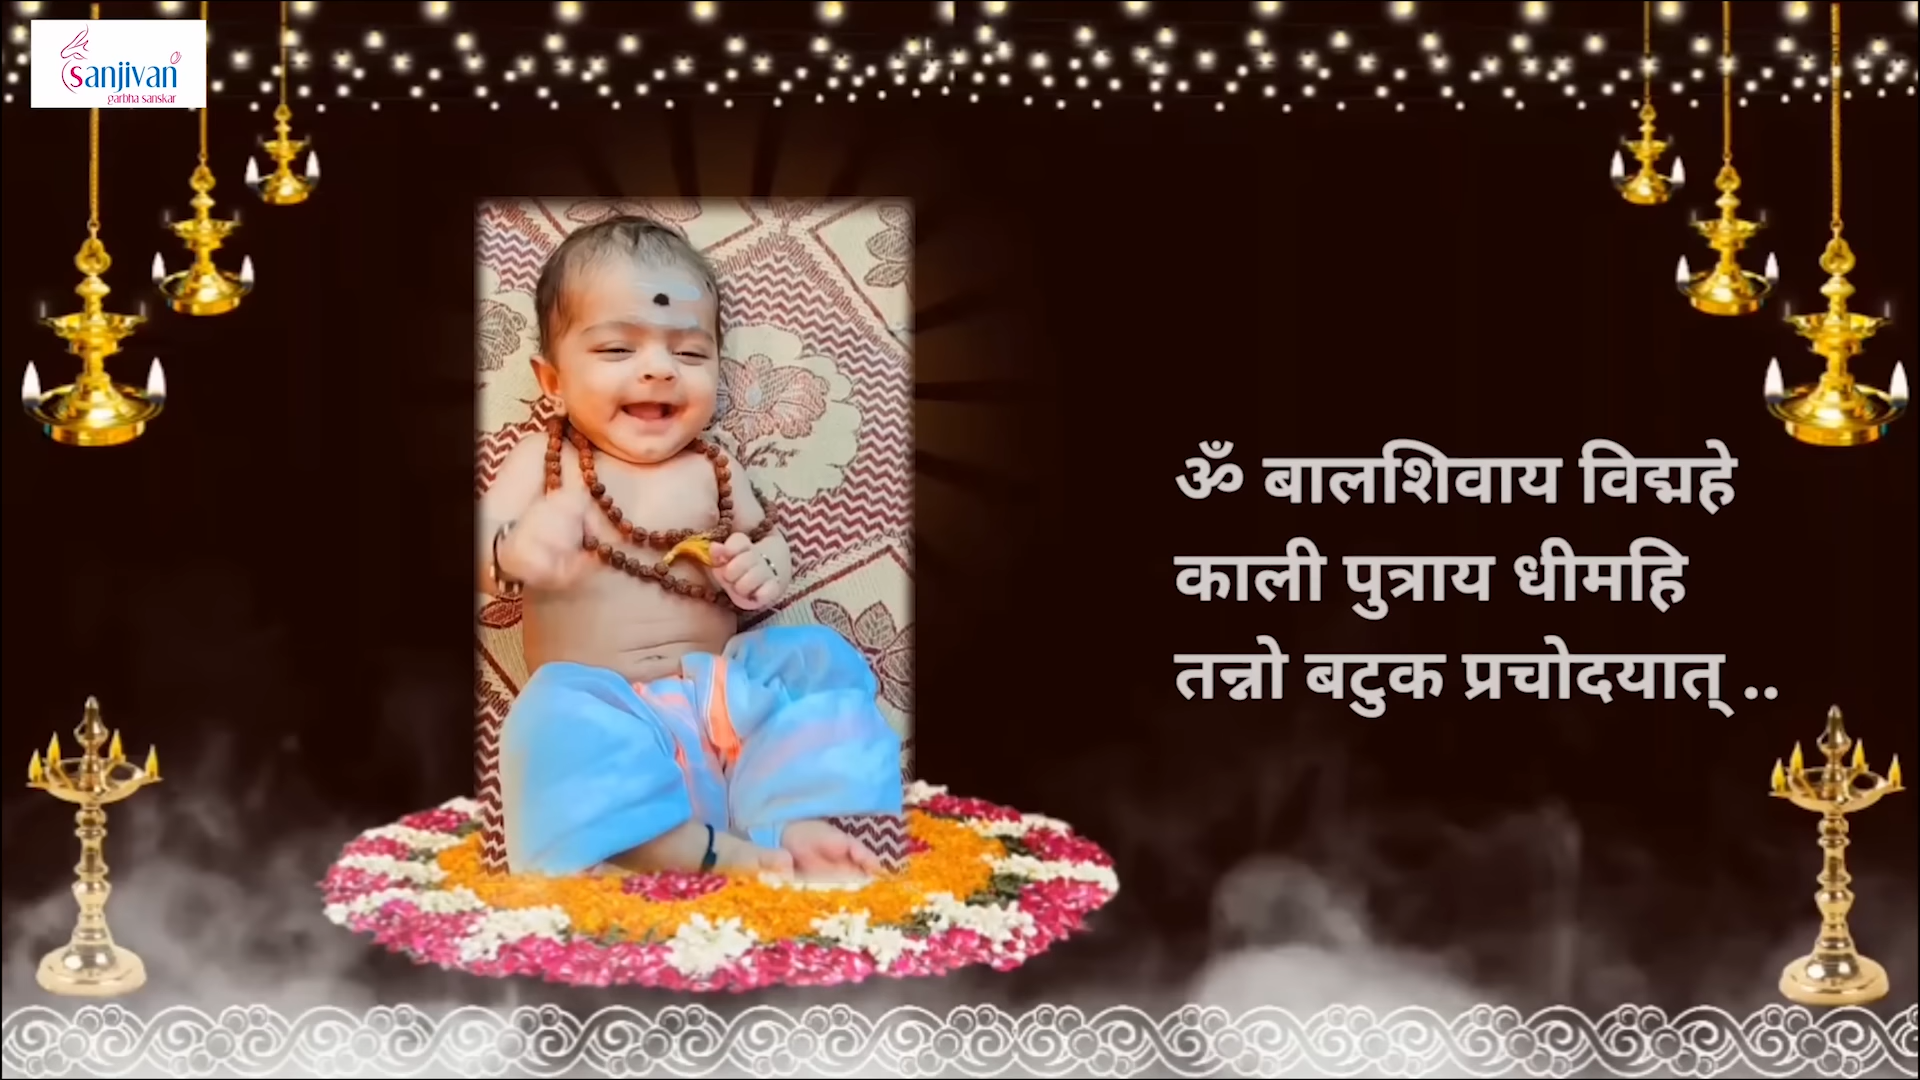 sanjivan
garbha sanskar
ॐ बालशिवाय विद्महे
काली पुत्राय धीमहि
तन्नो बटुक प्रचोदयात् ..